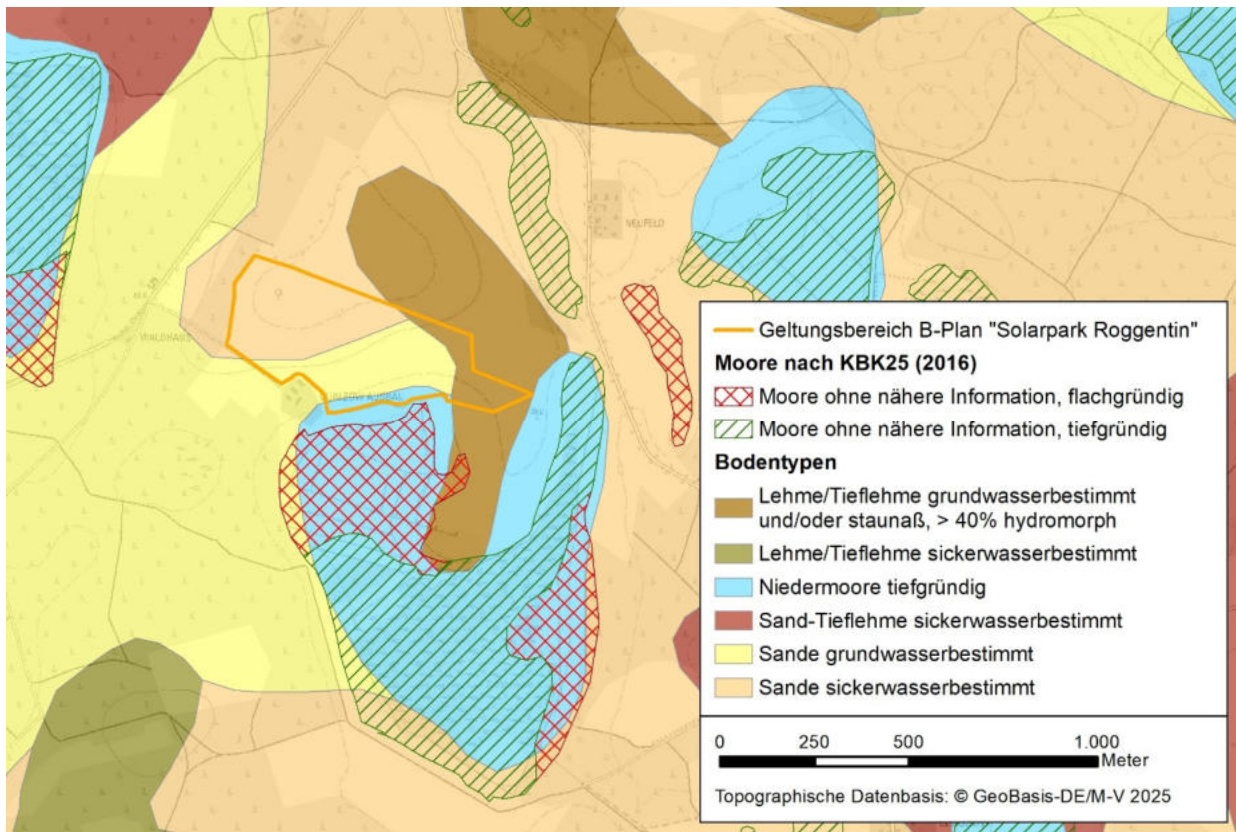 NEUFELD
WALDHAUS
Geltungsbereich B-Plan "Solarpark Roggentin"
Moore nach KBK25 (2016)
Moore ohne nähere Information, flachgründig
Moore ohne nähere Information, tiefgründig
Bodentypen
Lehme/Tieflehme grundwasserbestimmt
und/oder staunaß, > 40% hydromorph
Lehme/Tieflehme sickerwasserbestimmt
Niedermoore tiefgründig
Sand-Tieflehme sickerwasserbestimmt
Sande grundwasserbestimmt
Sande sickerwasserbestimmt
0 250 500 1.000
Meter
Topographische Datenbasis: © GeoBasis-DE/M-V 2025